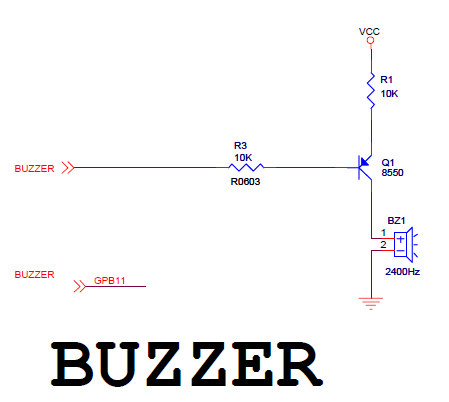 VCC
R1
10K
R3
10K
R0603
BUZZER
Q1
8550
BZ1
1
2
2400Hz
BUZZER
GPB11
BUZZER